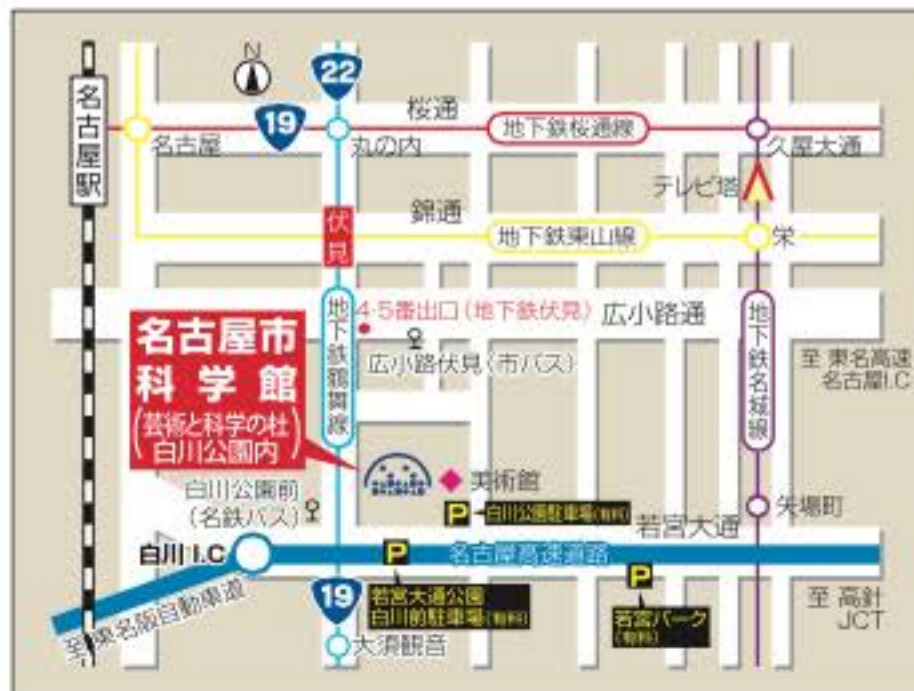 N
22
19
桜通
地下鉄桜通線
名古屋駅
名古屋
丸の内
久屋大通
テレビ塔
錦通
伏見
地下鉄東山線
栄
4・5番出口(地下鉄伏見)
広小路通
名古屋市
科学館
(芸術と科学の杜
白川公園内)
地下鉄鶴舞線
広小路伏見(市バス)
地下鉄名城線
至 東名高速
名古屋I.C
白川公園前
(名鉄バス)
美術館
P
白川公園駐車場(有料)
若宮大通
矢場町
白川 I.C
P
名古屋高速道路
P
至 東名阪自動車道
19
若宮大通公園
白川前駐車場(有料)
若宮パーク
(有料)
至 高針
JCT
大須観音